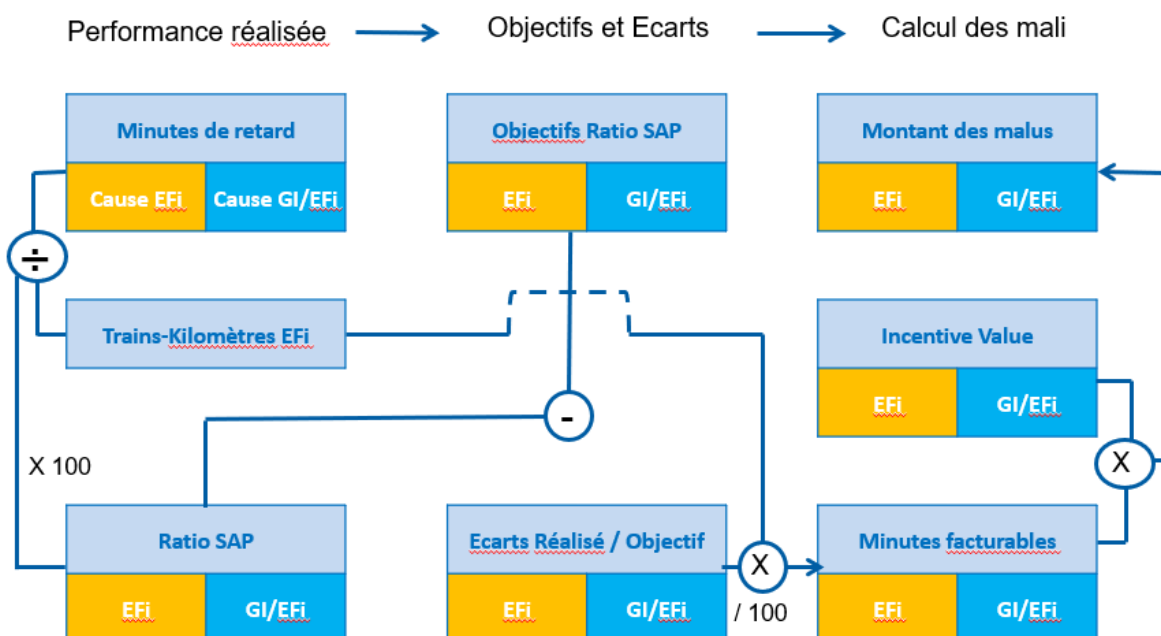 Performance réalisée
Objectifs et Ecarts
Calcul des mali
Minutes de retard
Cause EFi
Cause GI/EFi
Objectifs Ratio SAP
EFi
GI/EFi
Montant des malus
EFi
GI/EFi
÷
Trains-Kilomètres EFi
Incentive Value
EFi
GI/EFi
-
X 100
X
Ratio SAP
EFi
GI/EFi
Ecarts Réalisé / Objectif
EFi
GI/EFi
X
/ 100
Minutes facturables
EFi
GI/EFi